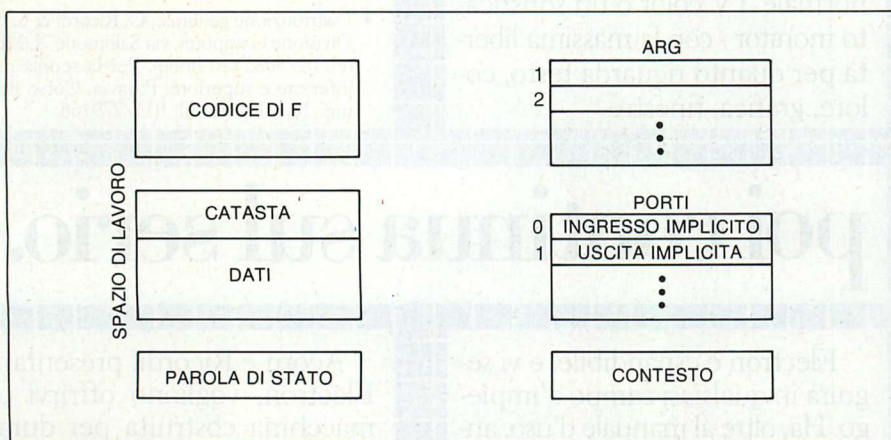 CODICE DI F
SPAZIO DI LAVORO
CATASTA
DATI
PAROLA DI STATO
ARG
1
2
PORTI
0 INGRESSO IMPLICITO
1 USCITA IMPLICITA
CONTESTO